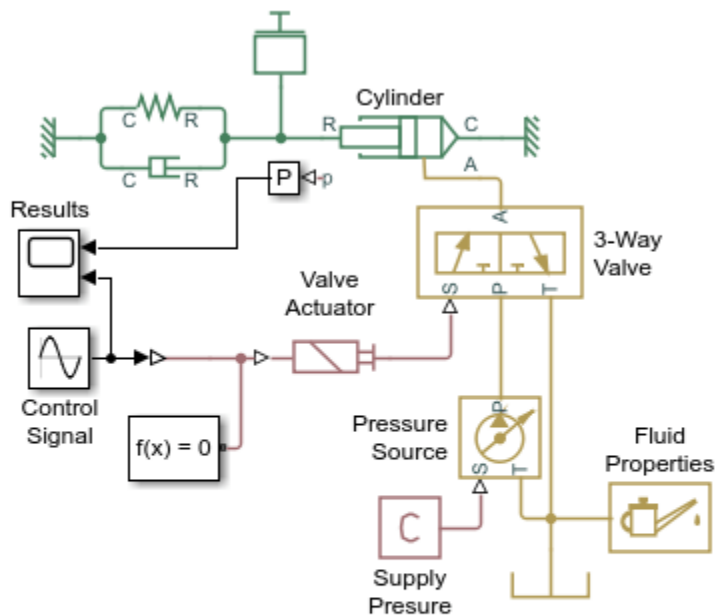 Cylinder
C R
R C
C R
A
P p
Results
A
3-Way
Valve
S P T
Valve
Actuator
Control
Signal
f(x) = 0
Pressure
Source
P
S T
Fluid
Properties
C
Supply
Presure